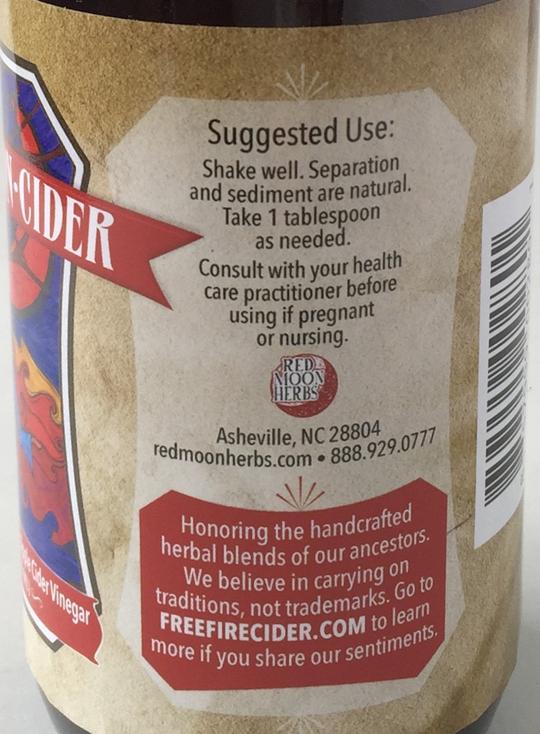 N-CIDER
Cider Vinegar
Suggested Use:
Shake well. Separation
and sediment are natural.
Take 1 tablespoon
as needed.
Consult with your health
care practitioner before
using if pregnant
or nursing.
RED
MOON
HERBS
Asheville, NC 28804
redmoonherbs.com • 888.929.0777
Honoring the handcrafted
herbal blends of our ancestors.
We believe in carrying on
traditions, not trademarks. Go to
FREEFIRECIDER.COM to learn
more if you share our sentiments.